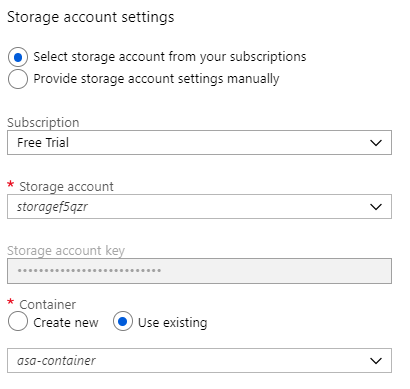 Storage account settings
Select storage account from your subscriptions
Provide storage account settings manually
Subscription
Free Trial
* Storage account
storagef5qzr
Storage account key
•••••••••••••••••••••••••••
* Container
Create new Use existing
asa-container